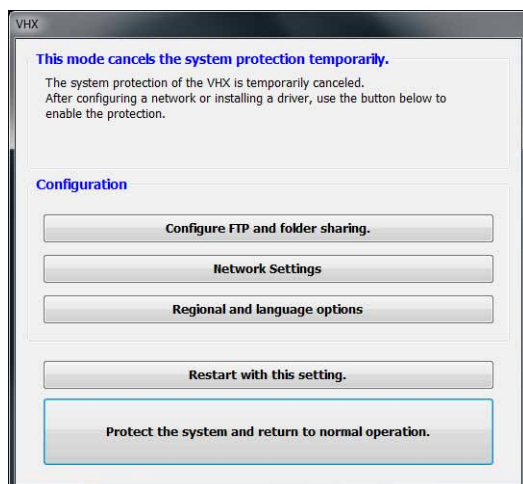 VHX
This mode cancels the system protection temporarily.
The system protection of the VHX is temporarily canceled.
After configuring a network or installing a driver, use the button below to
enable the protection.
Configuration
Configure FTP and folder sharing.
Network Settings
Regional and language options
Restart with this setting.
Protect the system and return to normal operation.